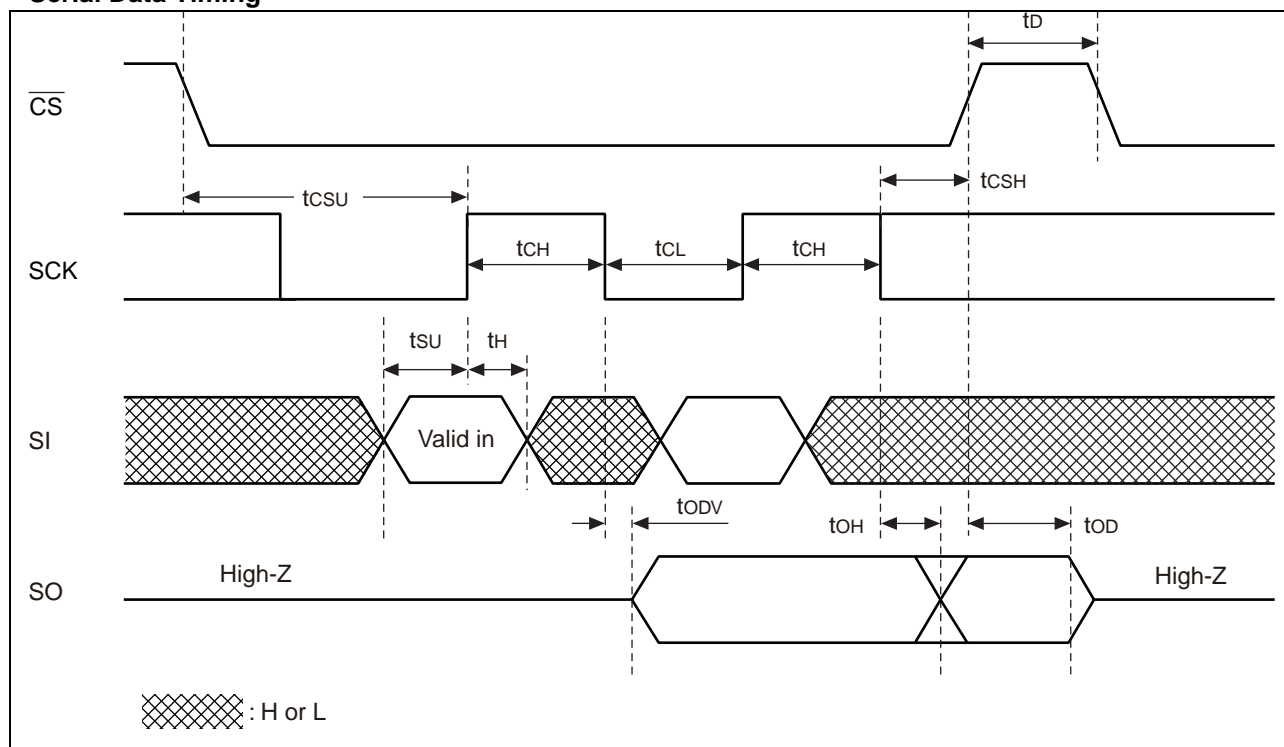 Serial Data Timing
tD
CS
tCSU
tCSH
SCK
tCH
tCL
tCH
tSU
tH
SI
Valid in
tODV
tOH
tOD
SO
High-Z
High-Z
: H or L